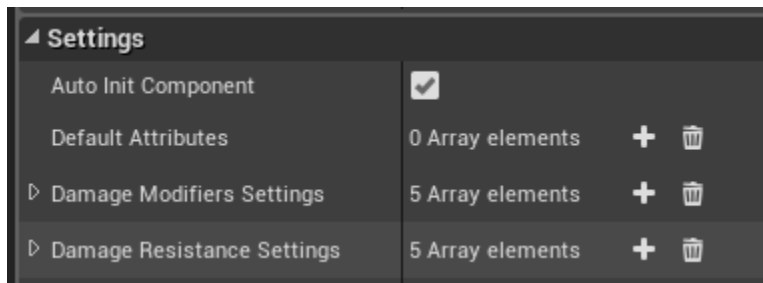 Settings
Auto Init Component
Default Attributes 0 Array elements
Damage Modifiers Settings 5 Array elements
Damage Resistance Settings 5 Array elements